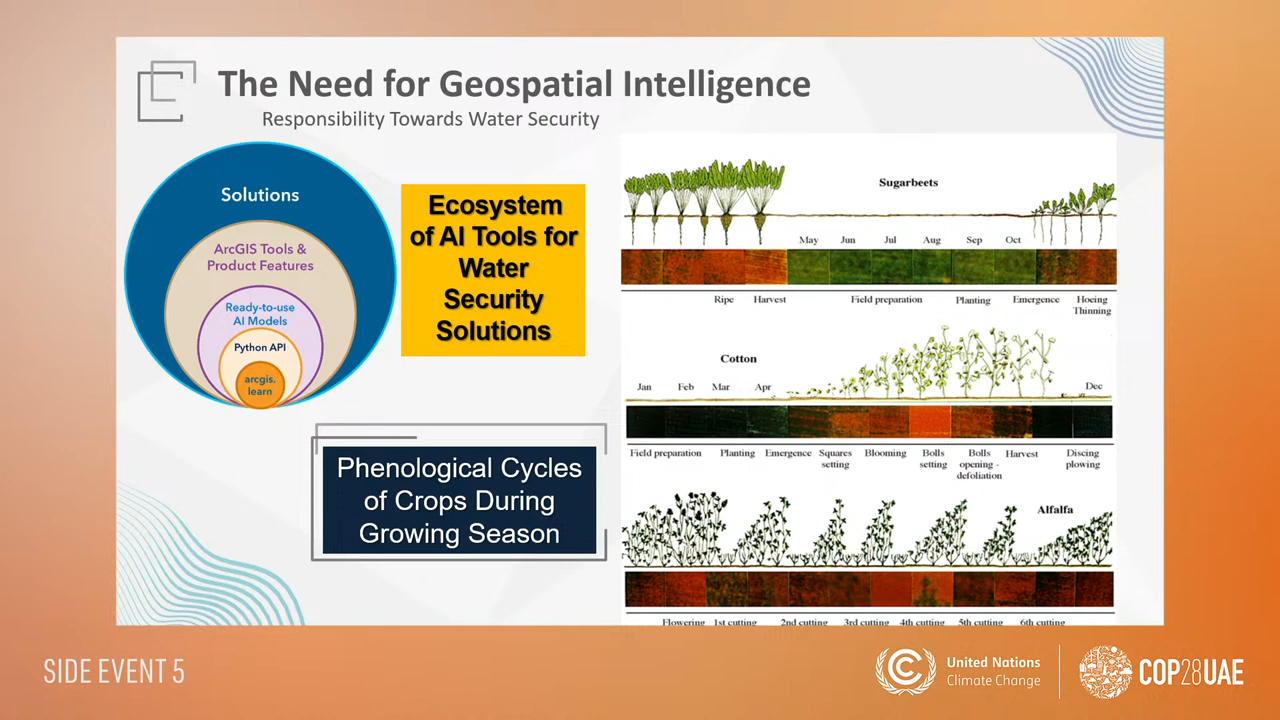 The Need for Geospatial Intelligence
Responsibility Towards Water Security
Solutions
ArcGIS Tools &
Product Features
Ready-to-use
AI Models
Python API
arcgis.
learn
Ecosystem
of AI Tools for
Water
Security
Solutions
Phenological Cycles
of Crops During
Growing Season
Sugarbeets
May Jun Jul Aug Sep Oct
Ripe Harvest Field preparation Planting Emergence Hoeing
Thinning
Cotton
Jan Feb Mar Apr Dec
Field preparation Planting Emergence Squares setting Blooming Bolls setting Bolls opening - defoliation Harvest Discing plowing
Alfalfa
Flowering 1st cutting 2nd cutting 3rd cutting 4th cutting 5th cutting 6th cutting
SIDE EVENT 5
United Nations
Climate Change
COP28UAE